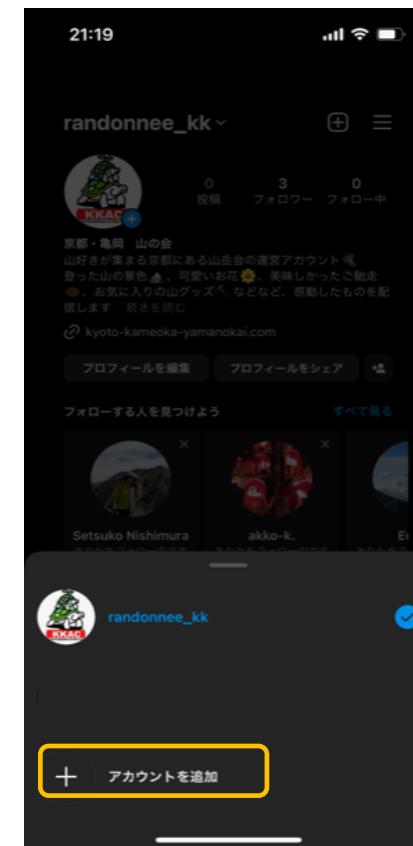 21:19
randonnee_kk
0 3 0
投稿 フォロワー フォロー中
KKAC
京都・亀岡 山の会
山好きが集まる京都にある山岳会の運営アカウント
登った山の景色、可愛いお花、美味しかったご馳走
、お気に入りの山グッズなどなど、感動したものを配
信します 続きを読む
kyoto-kameoka-yamanokai.com
プロフィールを編集 プロフィールをシェア
フォローする人を見つけよう すべて見る
Setsuko Nishimura akko-k.
randonnee_kk
KKAC
アカウントを追加